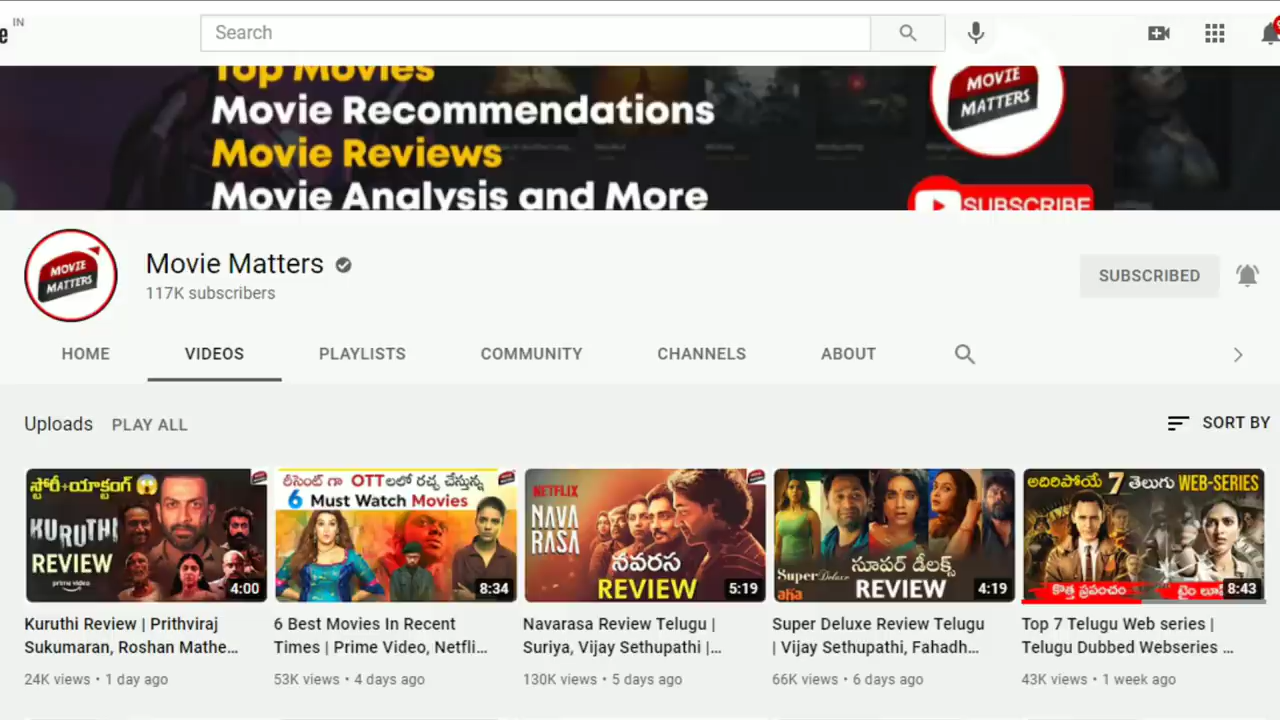 IN
Search
Top Movies
Movie Recommendations
Movie Reviews
Movie Analysis and More
MOVIE
MATTERS
SUBSCRIBE
MOVIE
MATTERS
Movie Matters
117K subscribers
SUBSCRIBED
HOME
VIDEOS
PLAYLISTS
COMMUNITY
CHANNELS
ABOUT
Uploads
PLAY ALL
SORT BY
స్టోరీ+యాక్టింగ్
KURUTHI
REVIEW
prime video
4:00
Kuruthi Review | Prithviraj
Sukumaran, Roshan Mathe...
24K views • 1 day ago
రీసెంట్ గా OTTలలో రచ్చ చేస్తున్న
6 Must Watch Movies
8:34
6 Best Movies In Recent
Times | Prime Video, Netfli...
53K views • 4 days ago
NETFLIX
NAVA
RASA
నవరస
REVIEW
5:19
Navarasa Review Telugu |
Suriya, Vijay Sethupathi |...
130K views • 5 days ago
Super Deluxe
aha
సూపర్ డీలక్స్
REVIEW
4:19
Super Deluxe Review Telugu
| Vijay Sethupathi, Fahadh...
66K views • 6 days ago
అదిరిపోయే 7 తెలుగు WEB-SERIES
కొత్త ప్రపంచం
టైం
8:43
Top 7 Telugu Web series |
Telugu Dubbed Webseries ...
43K views • 1 week ago